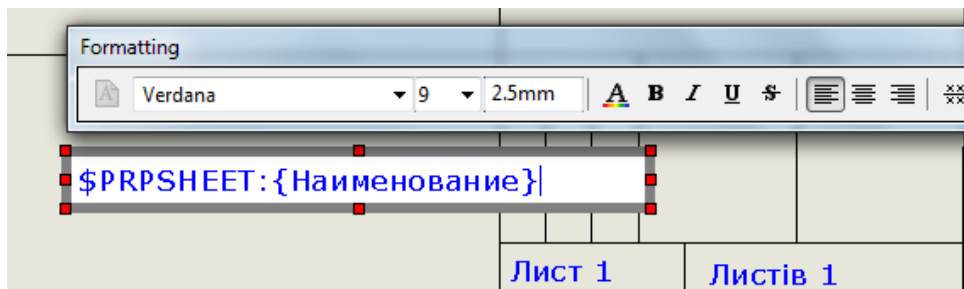 Formatting
Verdana 9 2.5mm A B I U S
$PRPSHEET:{Наименование}
Лист 1 Листів 1